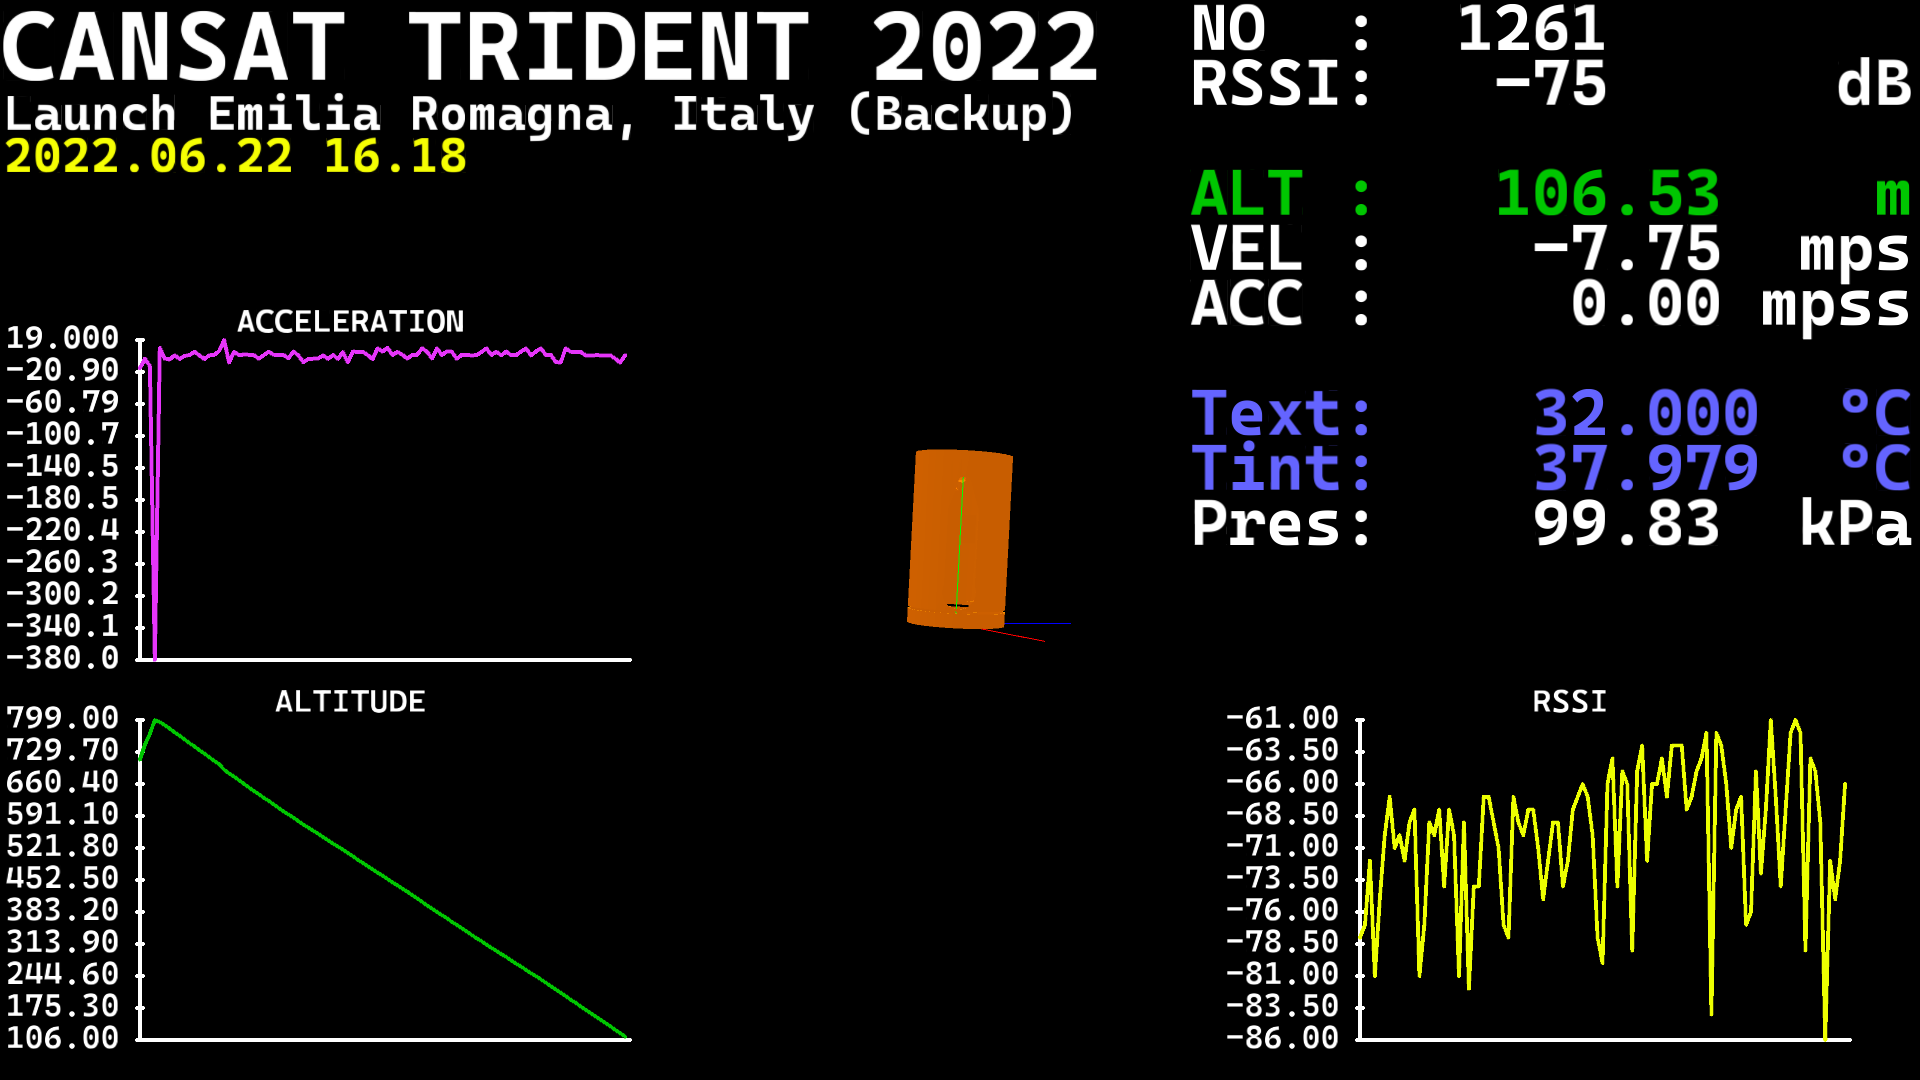 CANSAT TRIDENT 2022
Launch Emilia Romagna, Italy (Backup)
2022.06.22 16.18
NO : 1261
RSSI: −75 dB
ALT : 106.53 m
VEL : −7.75 mps
ACC : 0.00 mpss
Text: 32.000 °C
Tint: 37.979 °C
Pres: 99.83 kPa
ACCELERATION
19.000
−20.90
−60.79
−100.7
−140.5
−180.5
−220.4
−260.3
−300.2
−340.1
−380.0
ALTITUDE
799.00
729.70
660.40
591.10
521.80
452.50
383.20
313.90
244.60
175.30
106.00
RSSI
−61.00
−63.50
−66.00
−68.50
−71.00
−73.50
−76.00
−78.50
−81.00
−83.50
−86.00